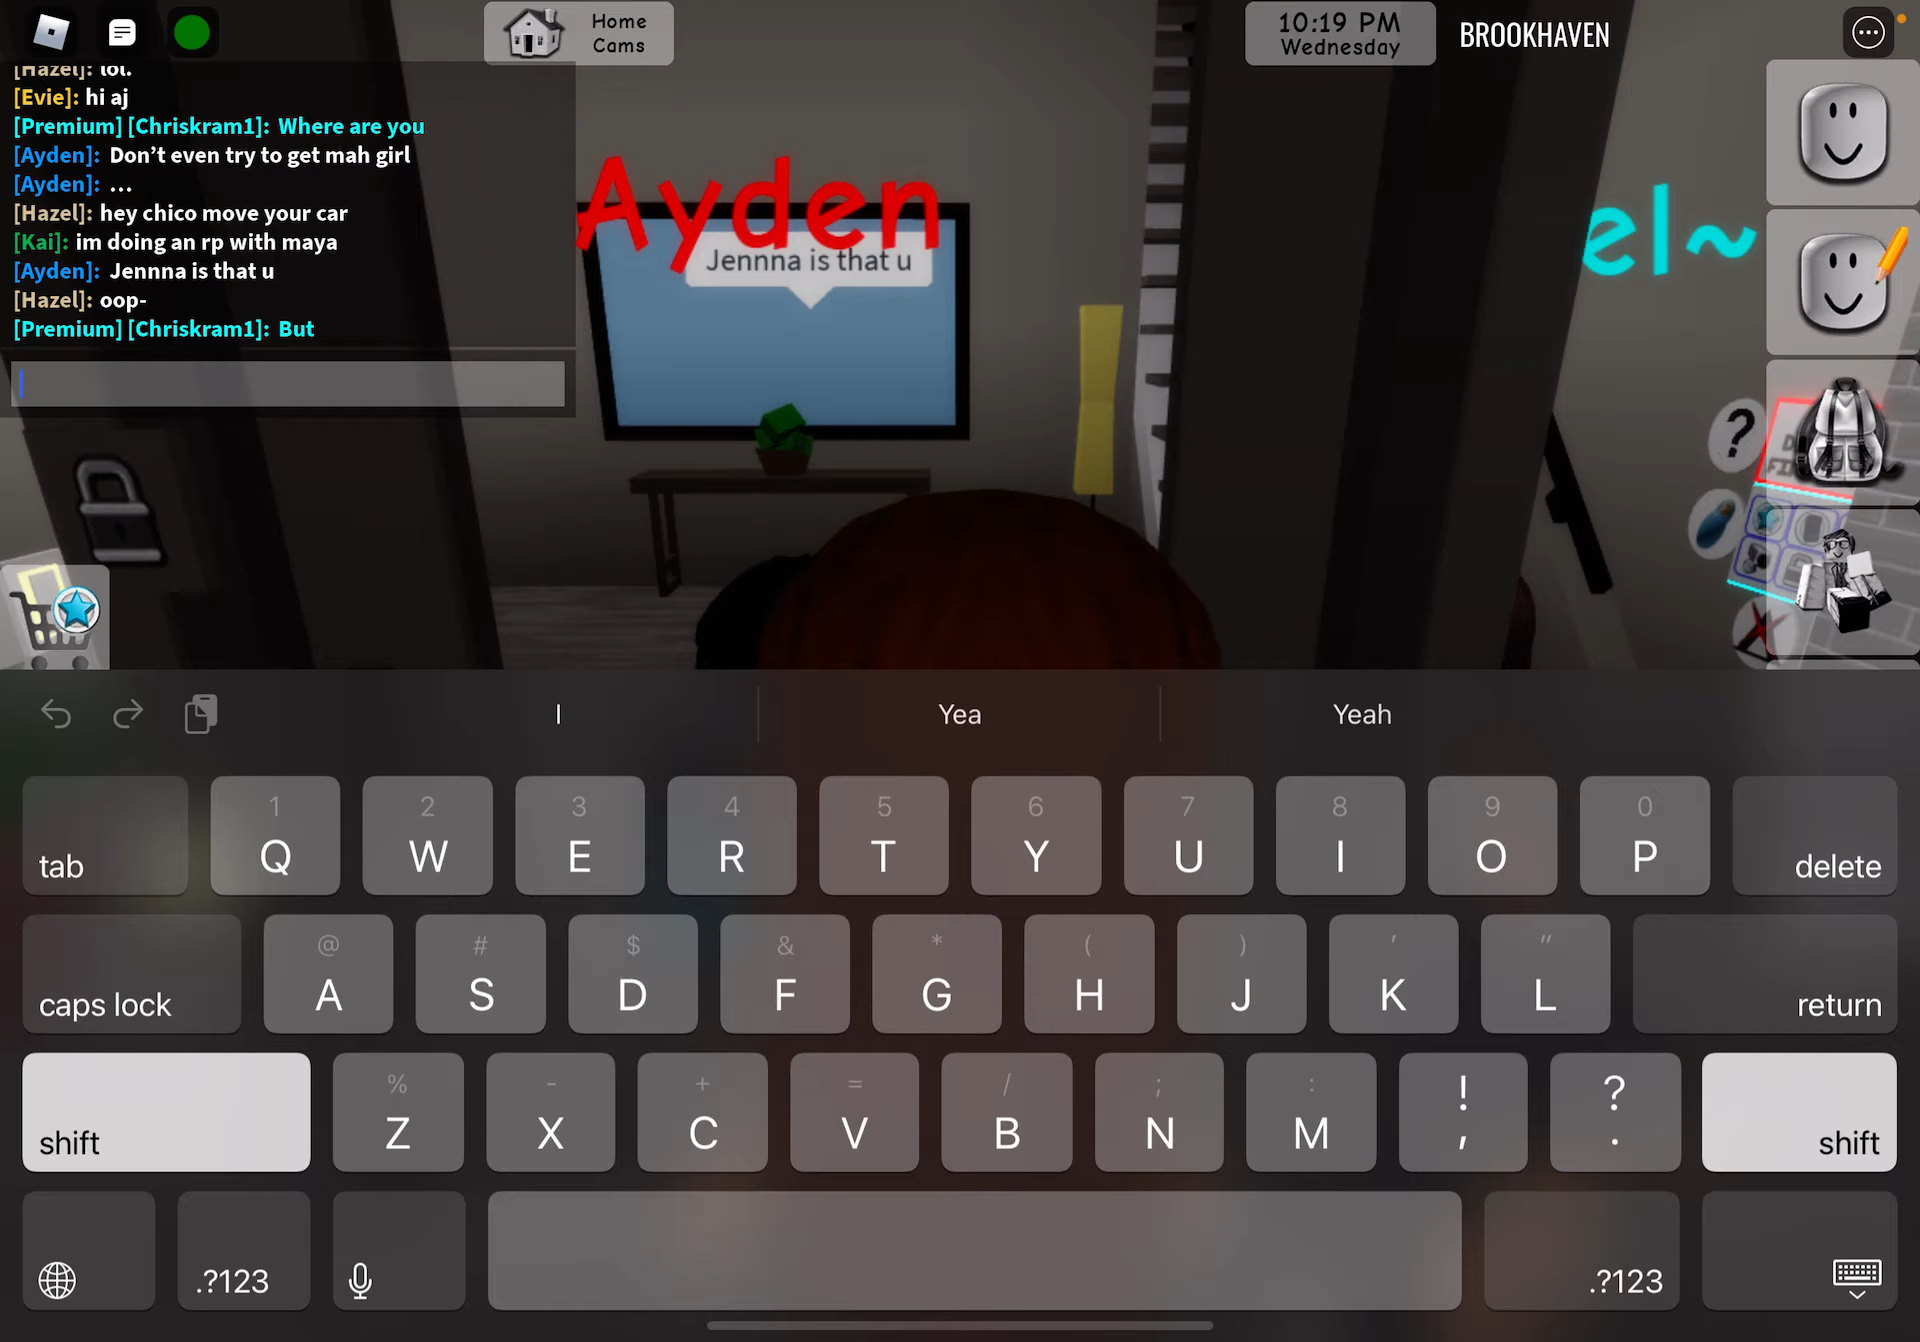 Home
Cams
10:19 PM
Wednesday
BROOKHAVEN
[Hazel]: lol.
[Evie]: hi aj
[Premium] [Chriskram1]: Where are you
[Ayden]: Don’t even try to get mah girl
[Ayden]: ...
[Hazel]: hey chico move your car
[Kai]: im doing an rp with maya
[Ayden]: Jennna is that u
[Hazel]: oop-
[Premium] [Chriskram1]: But
Ayden
Jennna is that u
el~
?
I Yea Yeah
1 2 3 4 5 6 7 8 9 0
tab Q W E R T Y U I O P delete
@ # $ & * ( ) ' "
caps lock A S D F G H J K L return
% - + = / ; : ! ?
shift Z X C V B N M , . shift
.?123 .?123